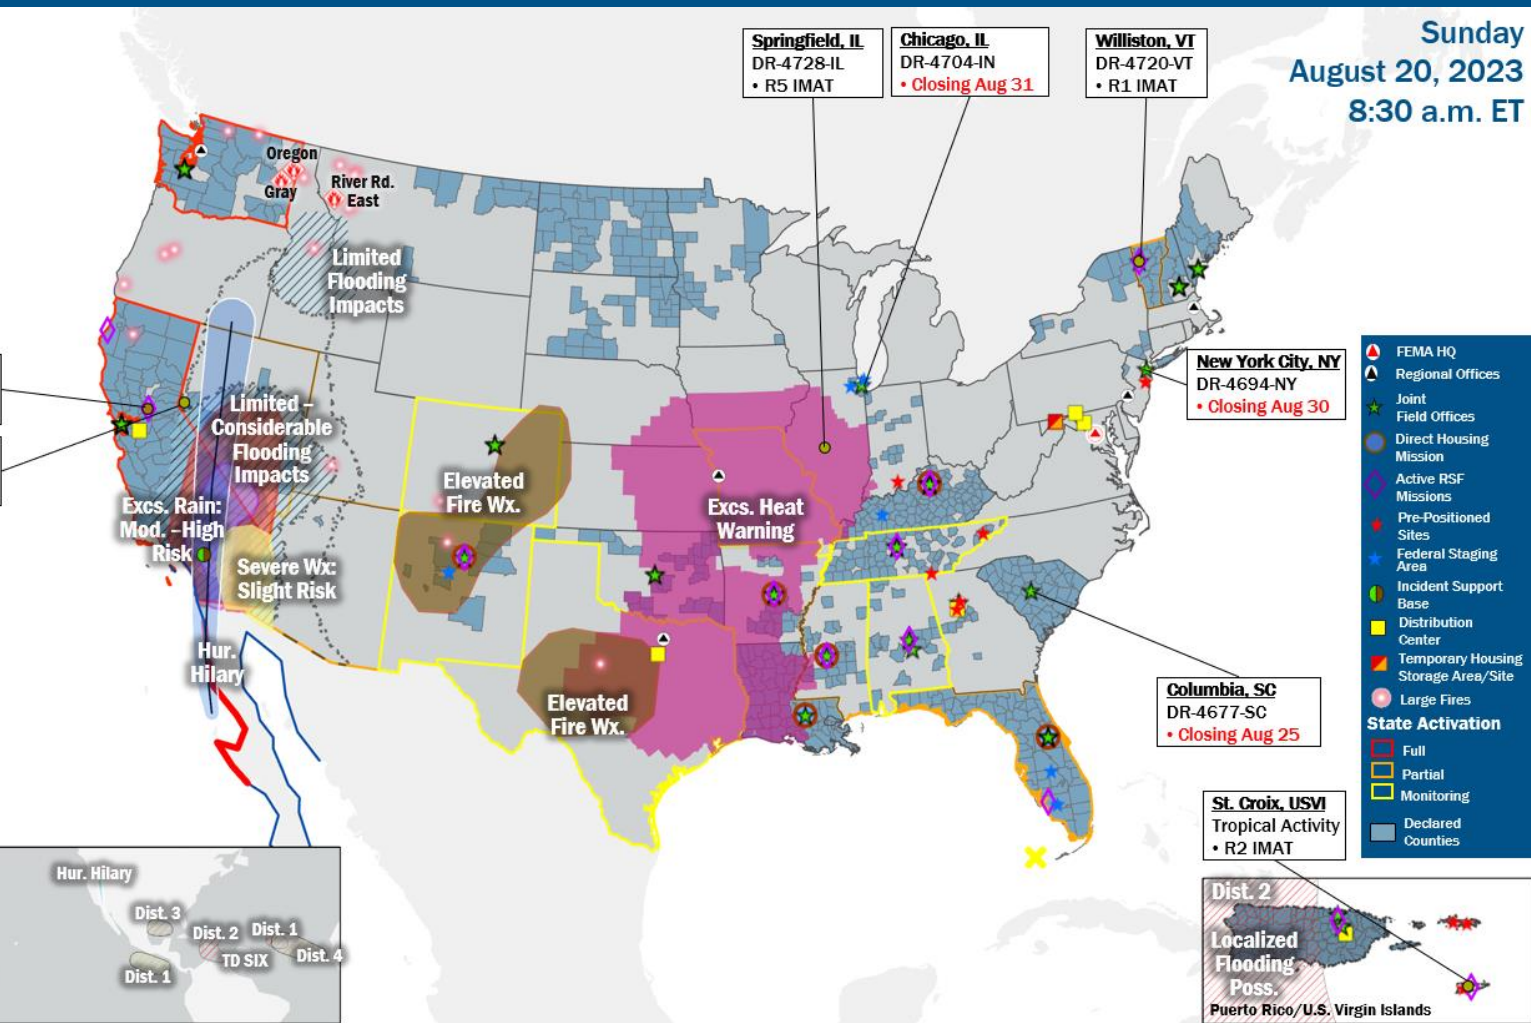 Sunday
August 20, 2023
8:30 a.m. ET
Springfield, IL
DR-4728-IL
• R5 IMAT
Chicago, IL
DR-4704-IN
• Closing Aug 31
Williston, VT
DR-4720-VT
• R1 IMAT
Oregon
Gray
River Rd.
East
Limited
Flooding
Impacts
Limited –
Considerable
Flooding
Impacts
Excs. Rain:
Mod. –High
Risk
Severe Wx:
Slight Risk
Hur.
Hilary
Elevated
Fire Wx.
Excs. Heat
Warning
Elevated
Fire Wx.
New York City, NY
DR-4694-NY
• Closing Aug 30
Columbia, SC
DR-4677-SC
• Closing Aug 25
St. Croix, USVI
Tropical Activity
• R2 IMAT
FEMA HQ
Regional Offices
Joint
Field Offices
Direct Housing
Mission
Active RSF
Missions
Pre-Positioned
Sites
Federal Staging
Area
Incident Support
Base
Distribution
Center
Temporary Housing
Storage Area/Site
Large Fires
State Activation
Full
Partial
Monitoring
Declared
Counties
Hur. Hilary
Dist. 3
Dist. 2
Dist. 1
TD SIX
Dist. 4
Dist. 1
Dist. 2
Localized
Flooding
Poss.
Puerto Rico/U.S. Virgin Islands